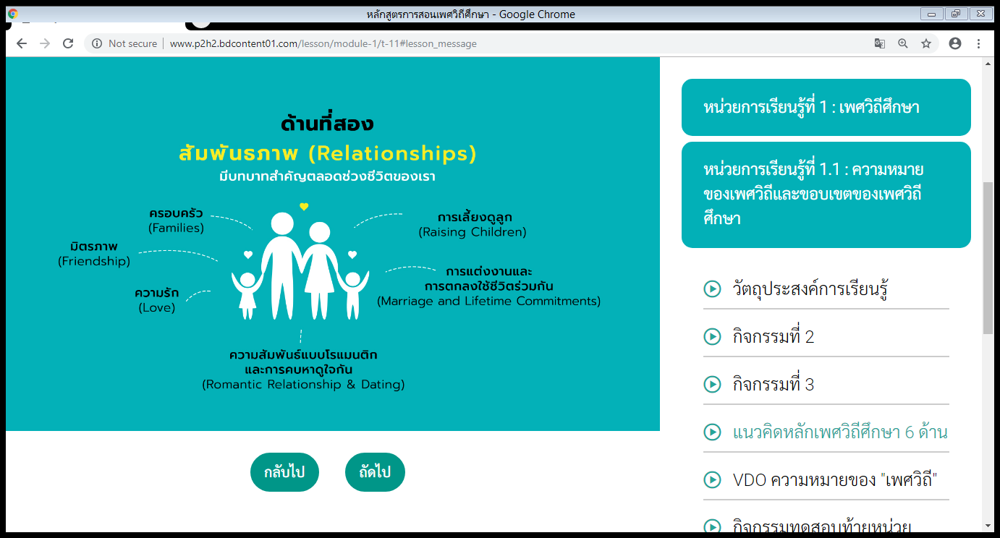 หลักสูตรการสอนเพศวิถีศึกษา - Google Chrome
Not secure
www.p2h2.bdcontent01.com/lesson/module-1/t-11#lesson_message
ด้านที่สอง
สัมพันธภาพ (Relationships)
มีบทบาทสำคัญตลอดช่วงชีวิตของเรา
ครอบครัว
(Families)
มิตรภาพ
(Friendship)
ความรัก
(Love)
การเลี้ยงดูลูก
(Raising Children)
การแต่งงานและ
การตกลงใช้ชีวิตร่วมกัน
(Marriage and Lifetime Commitments)
ความสัมพันธ์แบบโรแมนติก
และการคบหาดูใจกัน
(Romantic Relationship & Dating)
กลับไป
ถัดไป
หน่วยการเรียนรู้ที่ 1 : เพศวิถีศึกษา
หน่วยการเรียนรู้ที่ 1.1 : ความหมาย
ของเพศวิถีและขอบเขตของเพศวิถี
ศึกษา
วัตถุประสงค์การเรียนรู้
กิจกรรมที่ 2
กิจกรรมที่ 3
แนวคิดหลักเพศวิถีศึกษา 6 ด้าน
VDO ความหมายของ "เพศวิถี"
กิจกรรมทดสอบท้ายหน่วย